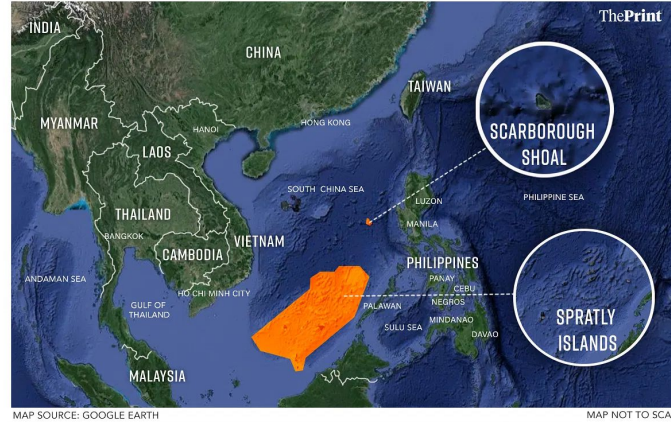 ThePrint
INDIA
CHINA
TAIWAN
MYANMAR
HANOI
HONG KONG
LAOS
SCARBOROUGH
SHOAL
SOUTH CHINA SEA
PHILIPPINE SEA
THAILAND
LUZON
BANGKOK
MANILA
VIETNAM
CAMBODIA
PHILIPPINES
ANDAMAN SEA
PANAY
CEBU
HO CHI MINH CITY
NEGROS
GULF OF
THAILAND
PALAWAN
MINDANAO
SULU SEA
DAVAO
SPRATLY
ISLANDS
MALAYSIA
MAP SOURCE: GOOGLE EARTH
MAP NOT TO SCA